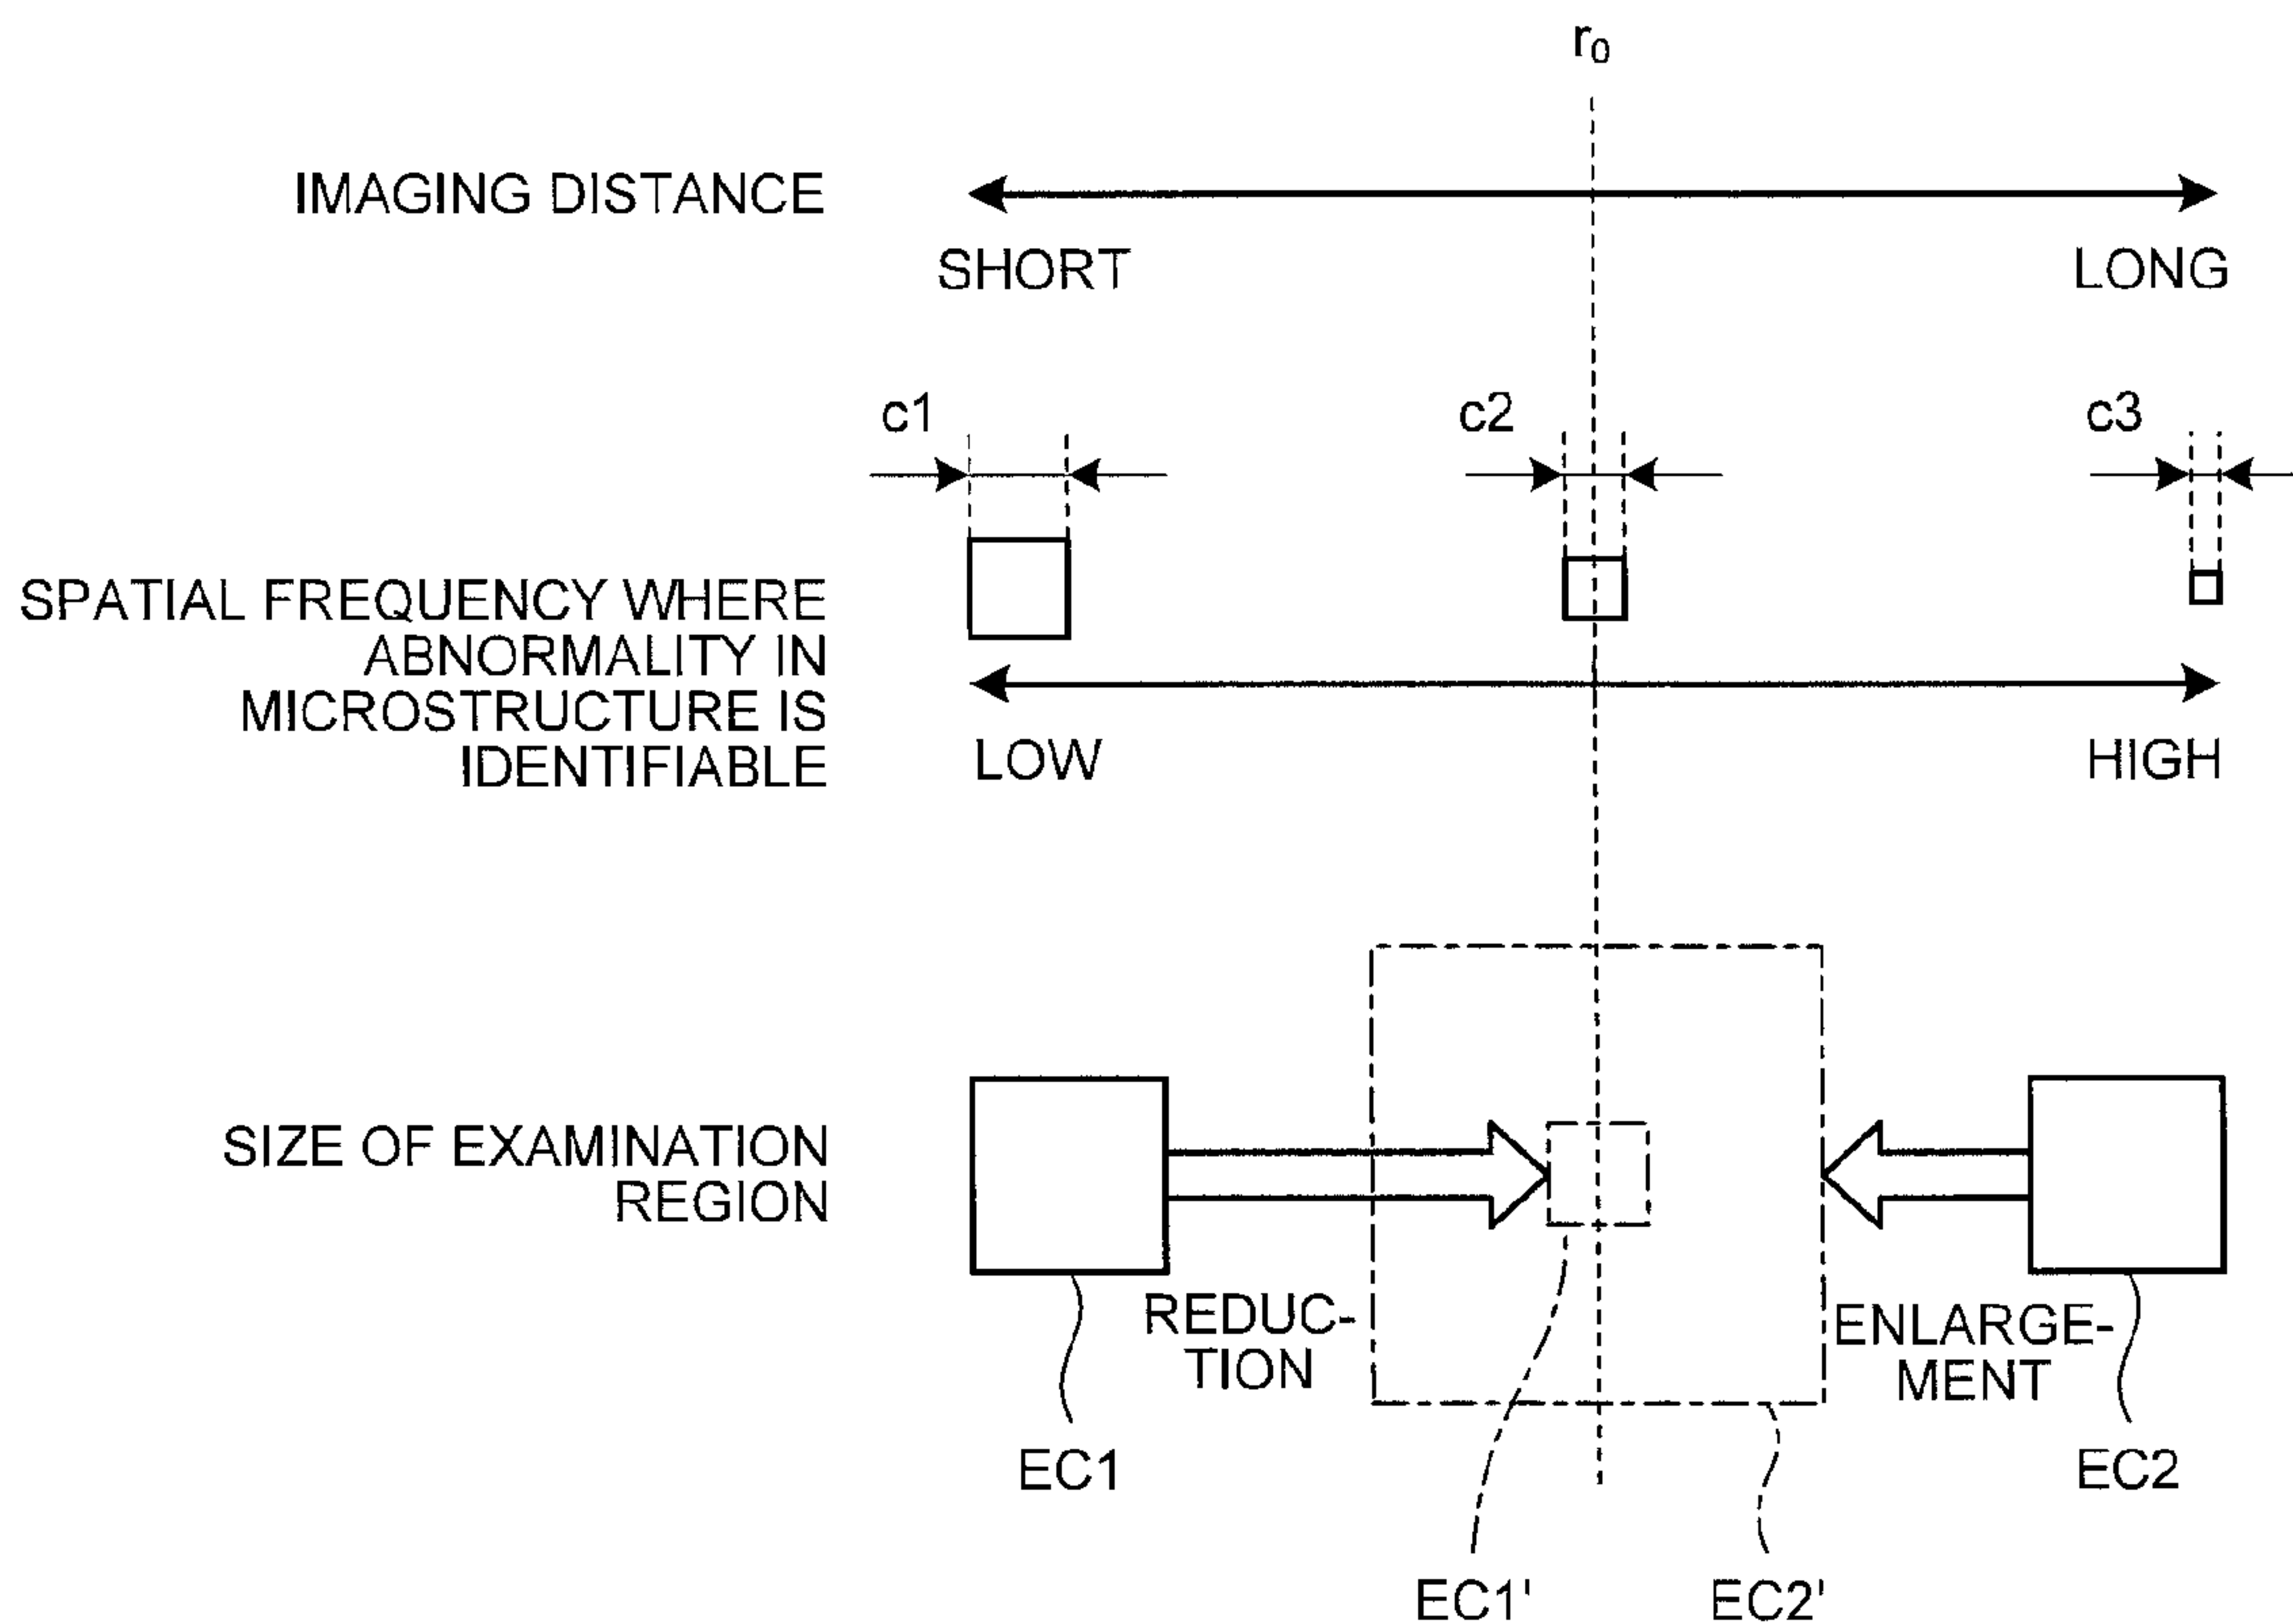 r₀
IMAGING DISTANCE
SHORT
LONG
c1
c2
c3
SPATIAL FREQUENCY WHERE
ABNORMALITY IN
MICROSTRUCTURE IS
IDENTIFIABLE
LOW
HIGH
SIZE OF EXAMINATION
REGION
REDUC-
TION
ENLARGE-
MENT
EC1
EC2
EC1'
EC2'